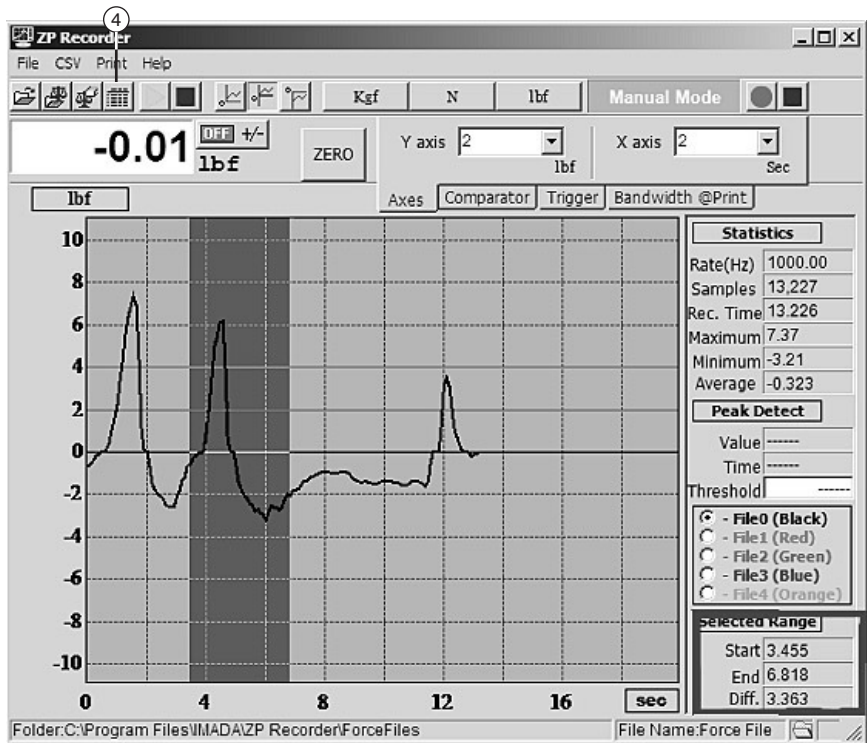 4
ZP Recorder
File CSV Print Help
Kgf N lbf Manual Mode
-0.01 OFF +/- lbf ZERO
Y axis 2 lbf X axis 2 Sec
Axes Comparator Trigger Bandwidth @Print
lbf
10
8
6
4
2
0
-2
-4
-6
-8
-10
0 4 8 12 16 sec
Statistics
Rate(Hz) 1000.00
Samples 13,227
Rec. Time 13.226
Maximum 7.37
Minimum -3.21
Average -0.323
Peak Detect
Value ------
Time ------
Threshold ------
- File0 (Black)
- File1 (Red)
- File2 (Green)
- File3 (Blue)
- File4 (Orange)
Selected Range
Start 3.455
End 6.818
Diff. 3.363
Folder:C:\Program Files\IMADA\ZP Recorder\ForceFiles File Name:Force File